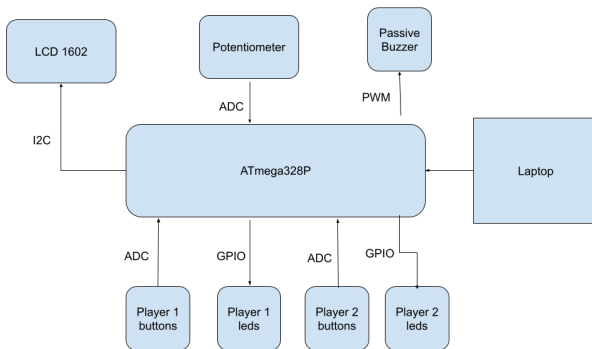 LCD 1602
Potentiometer
Passive
Buzzer
ADC
PWM
I2C
ATmega328P
Laptop
ADC
GPIO
ADC
GPIO
Player 1
buttons
Player 1
leds
Player 2
buttons
Player 2
leds